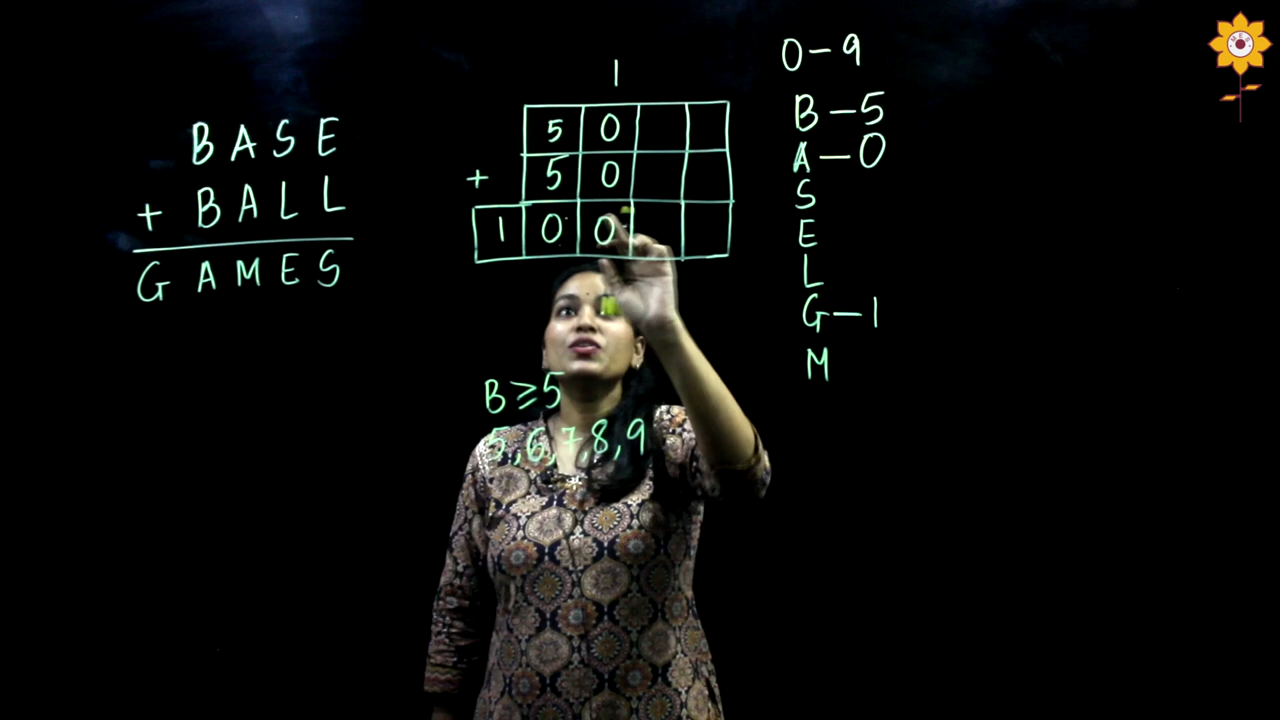 BASE
+ BALL
GAMES
1
5 0
+ 5 0
1 0 0
B ≥ 5
5, 6, 7, 8, 9
0 - 9
B - 5
A - 0
S
E
L
G - 1
M